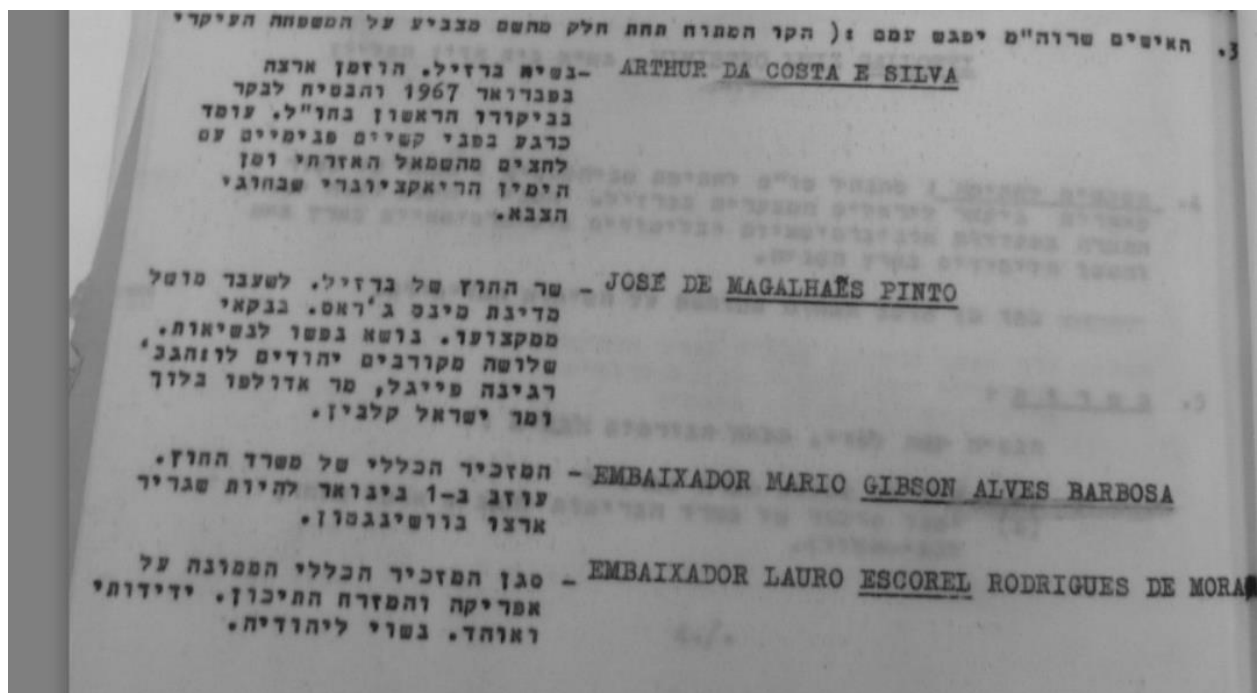 3. האישים שרוה"מ יפגש עמם :( הקו המתוח תחת חלק מהשם מצביע על המשפחה העיקרי
ARTHUR DA COSTA E SILVA -נשיא ברזיל. הוזמן ארצה
בפברואר 1967 והבטיח לבקר
בביקורו הראשון בחו"ל. עומד
כרגע בפני קשיים פנימיים עם
לחצים מהשמאל האזרחי ומן
הימין הריאקציונרי שבחוגי
הצבא.
JOSÉ DE MAGALHAẼS PINTO - שר החוץ של ברזיל. לשעבר מושל
מדינת מינס ג'ראס. בנקאי
ממקצועו. נושא נפשו לנשיאות.
שלושה מקורבים יהודים לו:הגב'
רגינה פייגל, מר אדולפו בלוך
ומר ישראל קלבין.
EMBAIXADOR MARIO GIBSON ALVES BARBOSA - המזכיר הכללי של משרד החוץ.
עוזב ב-1 בינואר להיות שגריר
ארצו בוושינגטון.
EMBAIXADOR LAURO ESCOREL RODRIGUES DE MORA - סגן המזכיר הכללי הממונה על
אפריקה והמזרח התיכון. ידידותי
ואוהד. נשוי ליהודיה.